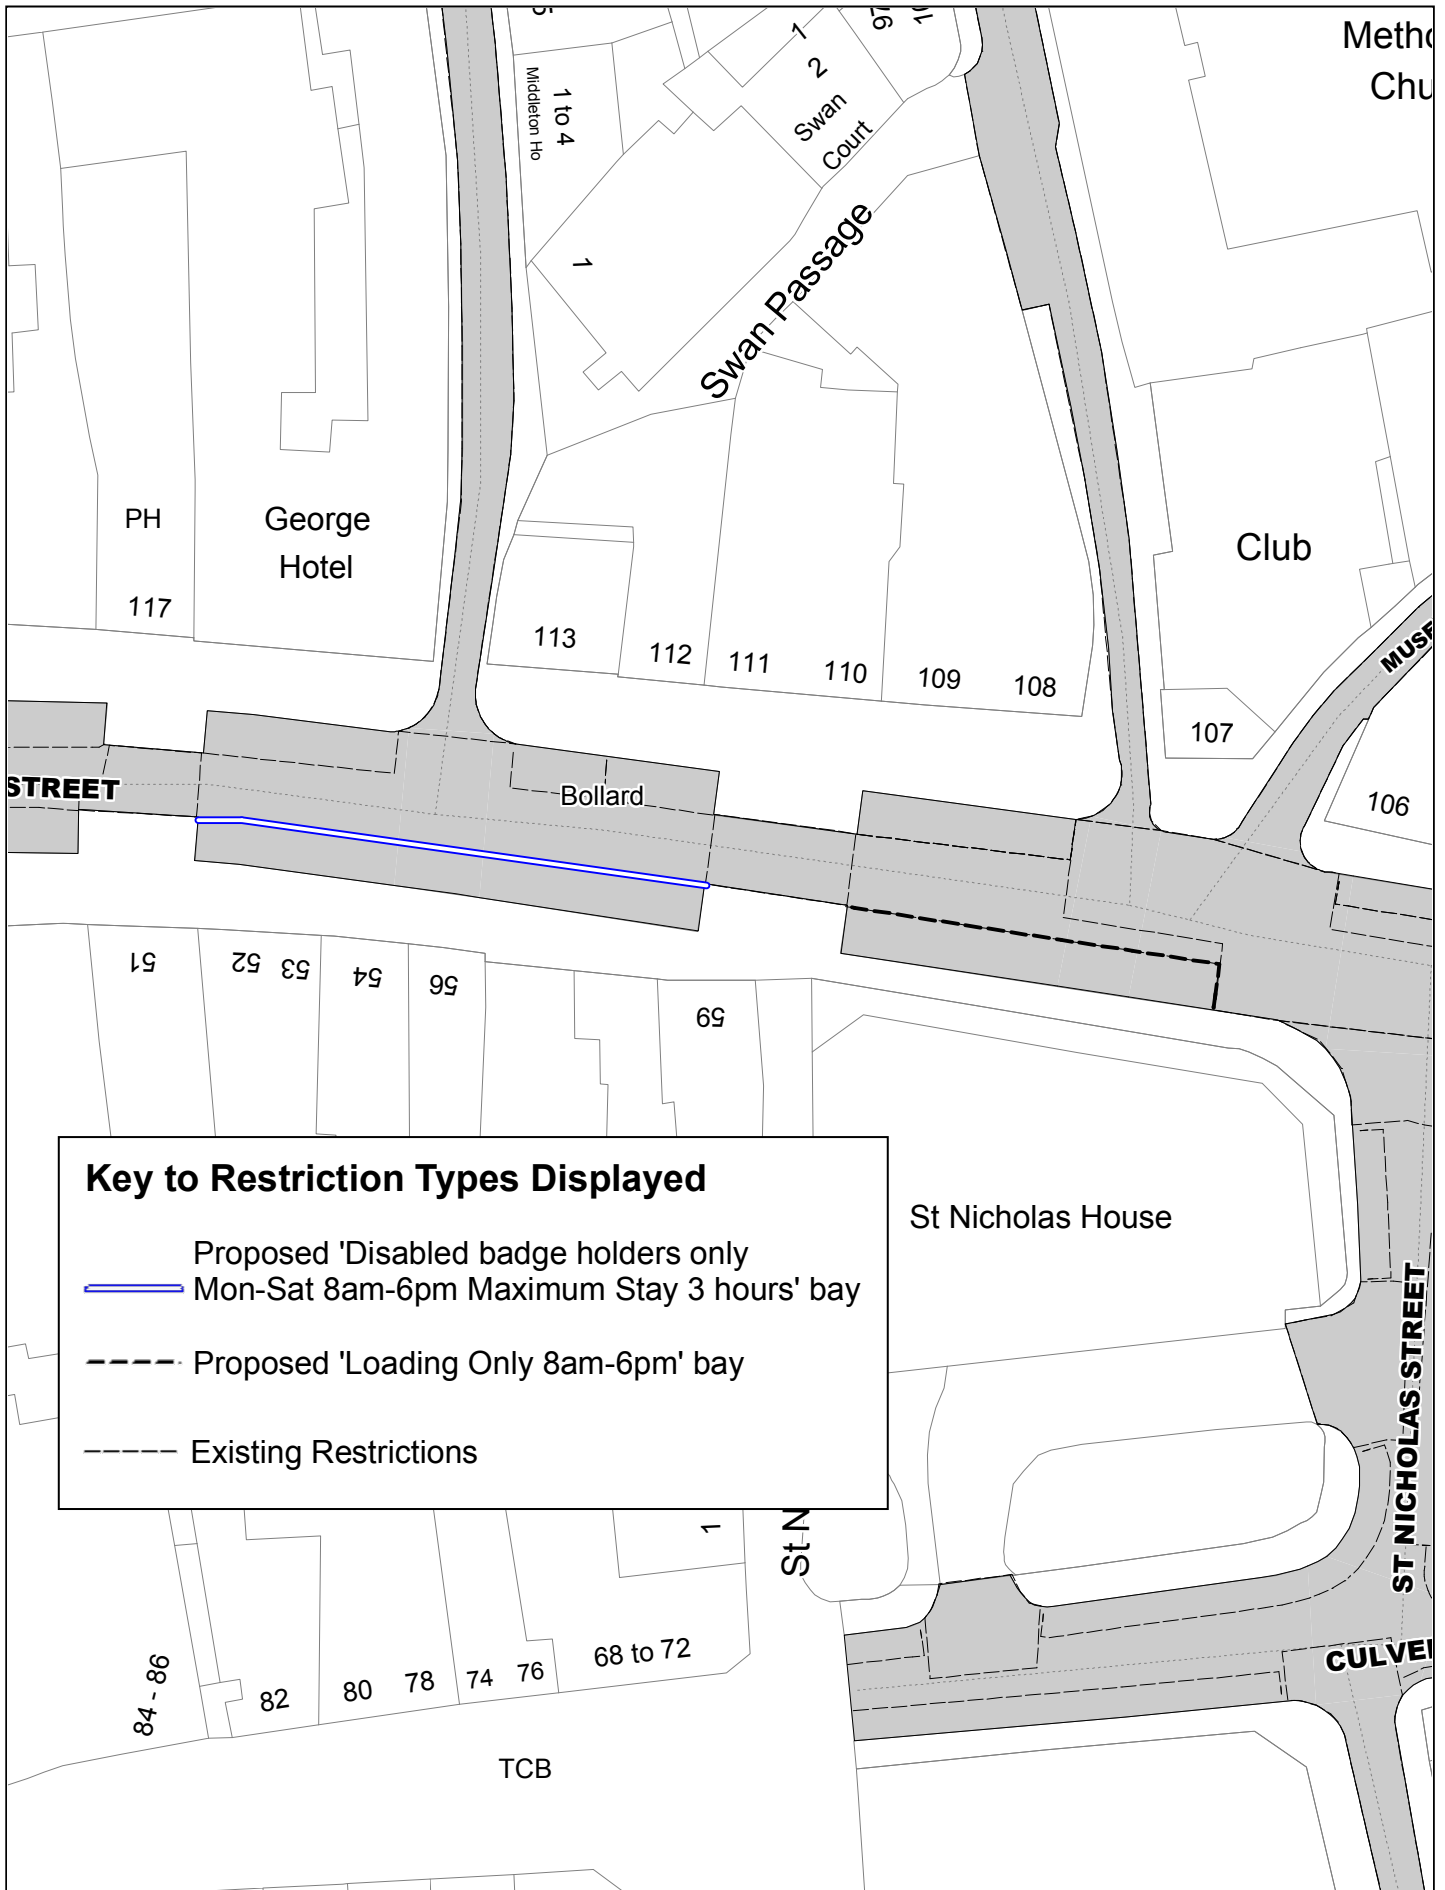 Metho
Chu
1
2
Swan
Court
1 to 4
Middleton Ho
1
Swan Passage
PH
George
Hotel
117
113
112
111
110
109
108
Club
107
106
MUSE
STREET
Bollard
51
52
53
54
56
59
Key to Restriction Types Displayed
Proposed 'Disabled badge holders only
Mon-Sat 8am-6pm Maximum Stay 3 hours' bay
Proposed 'Loading Only 8am-6pm' bay
Existing Restrictions
St Nicholas House
ST NICHOLAS STREET
St N
1
84 - 86
82
80
78
74
76
68 to 72
CULVE
TCB